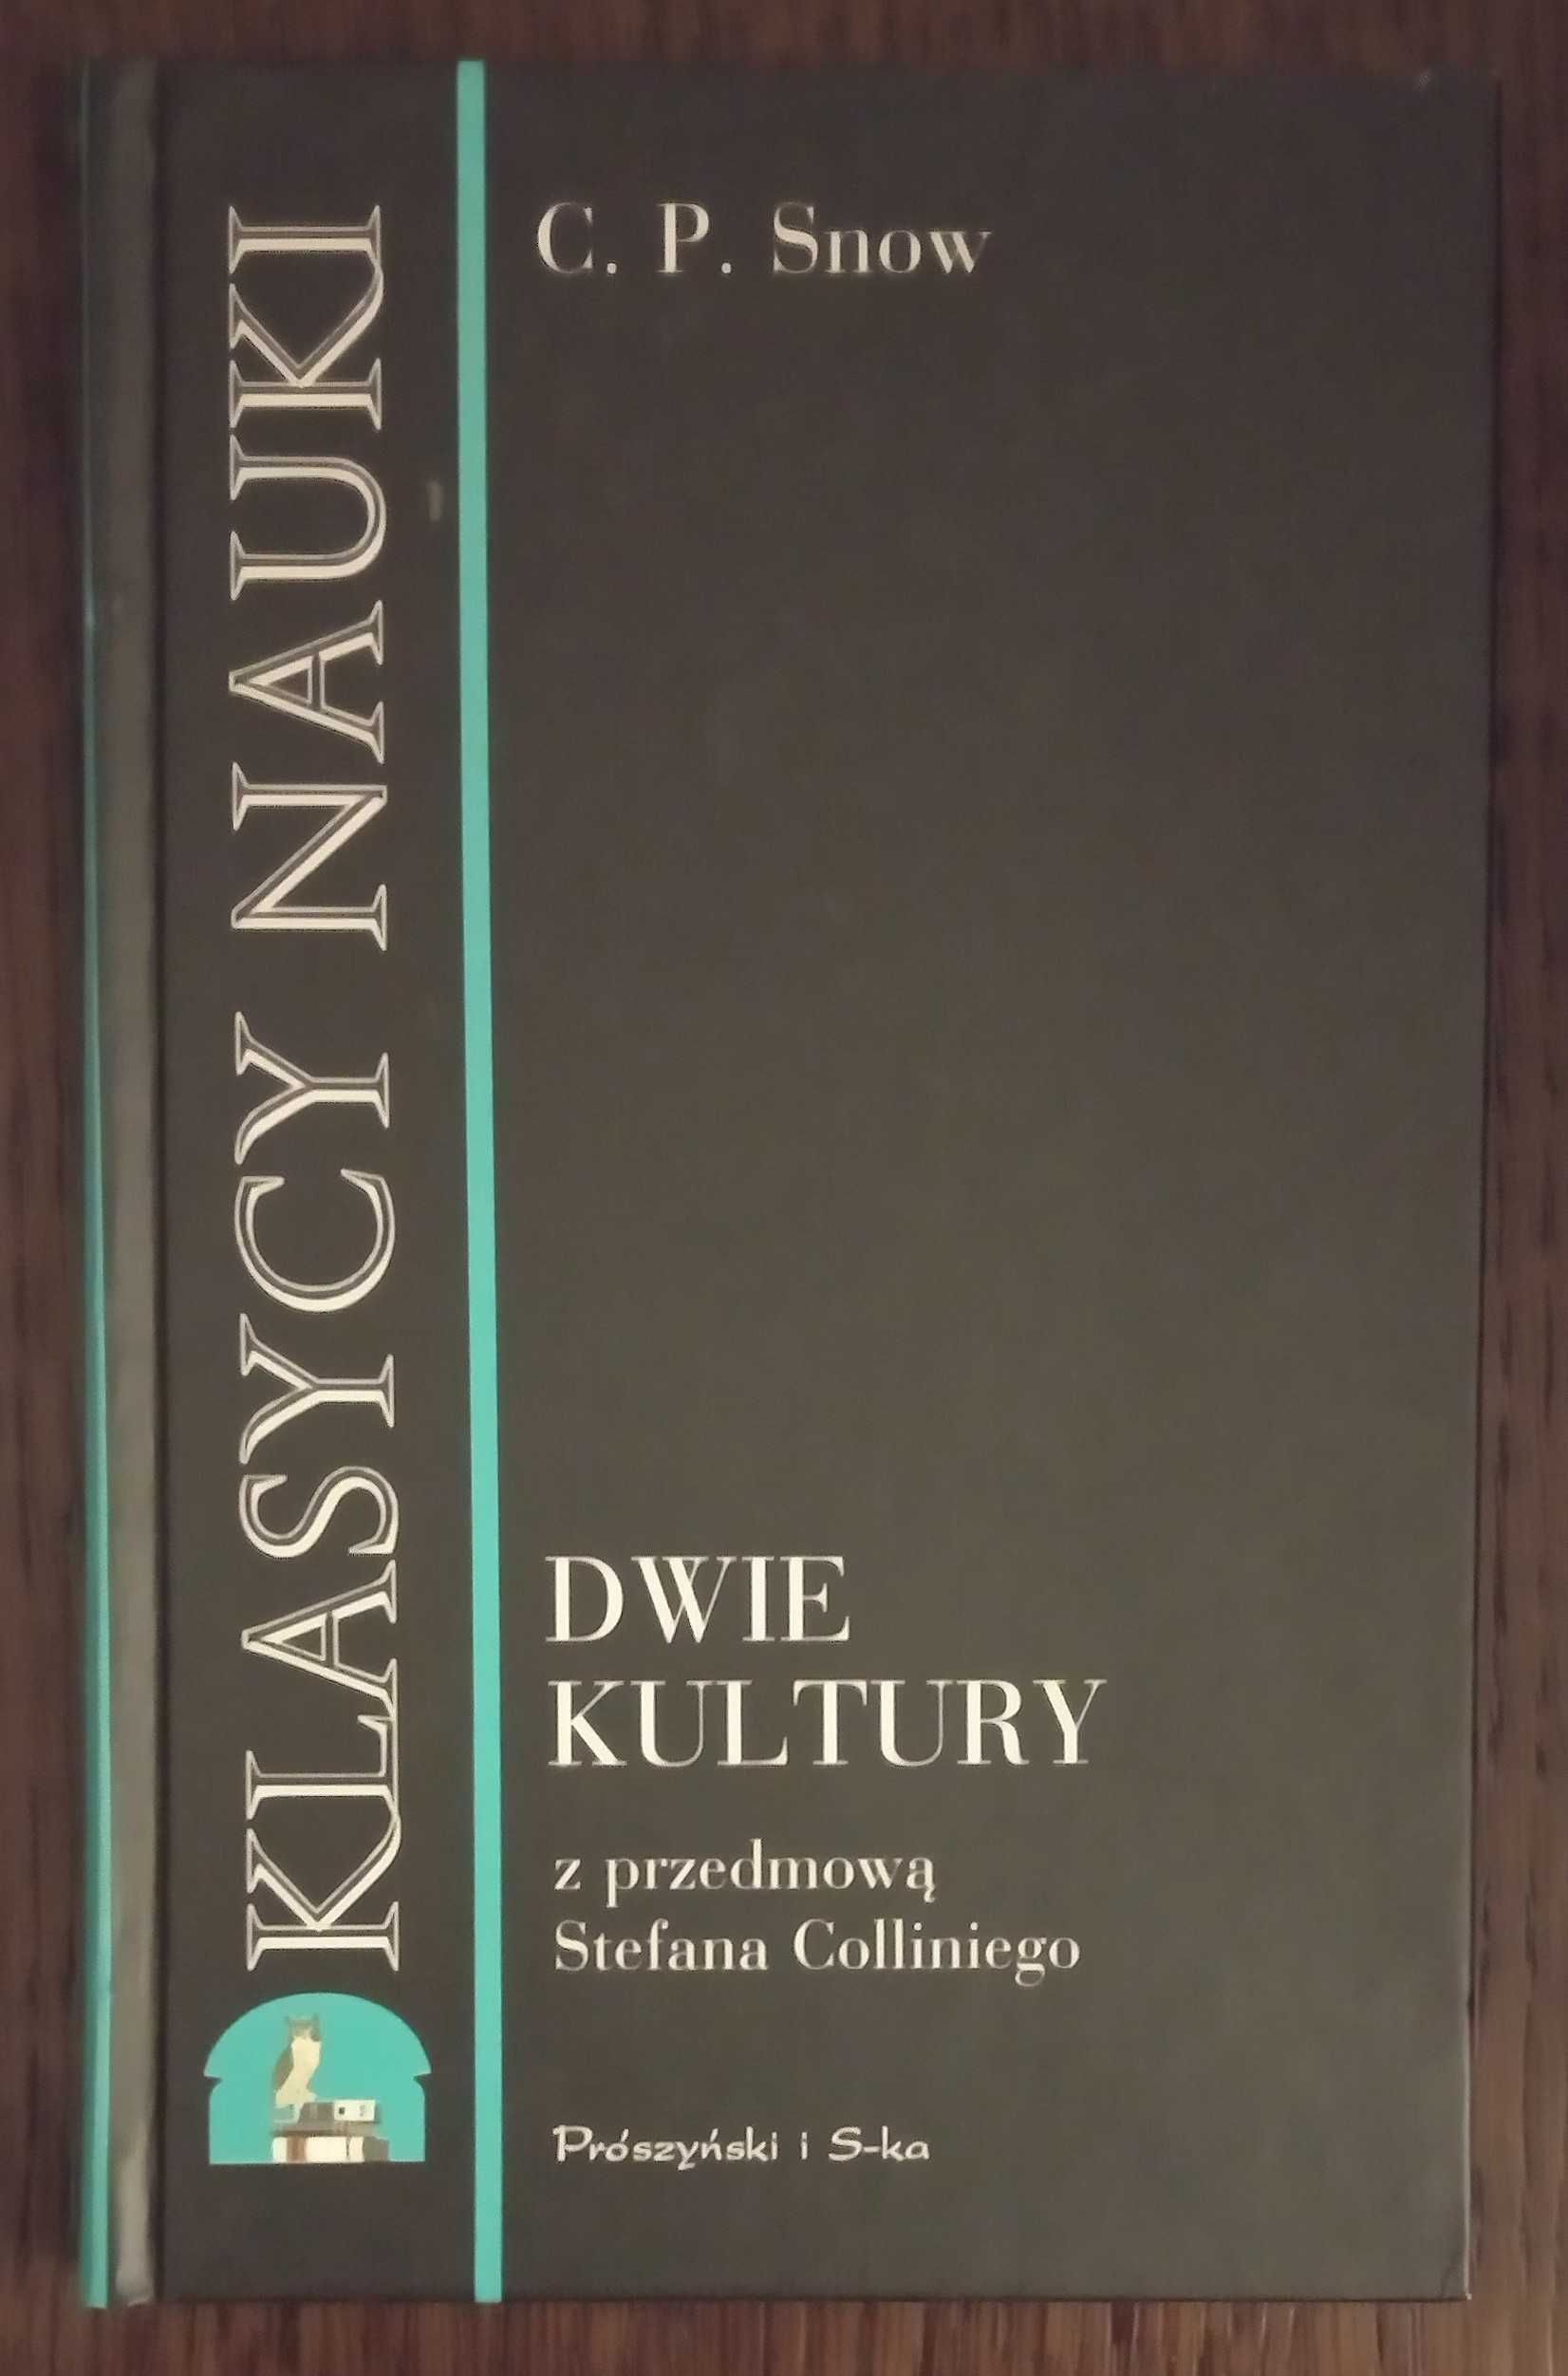 C. P. Snow
KLASYCY NAUKI
DWIE
KULTURY
z przedmową
Stefana Colliniego
Prószyński i S-ka